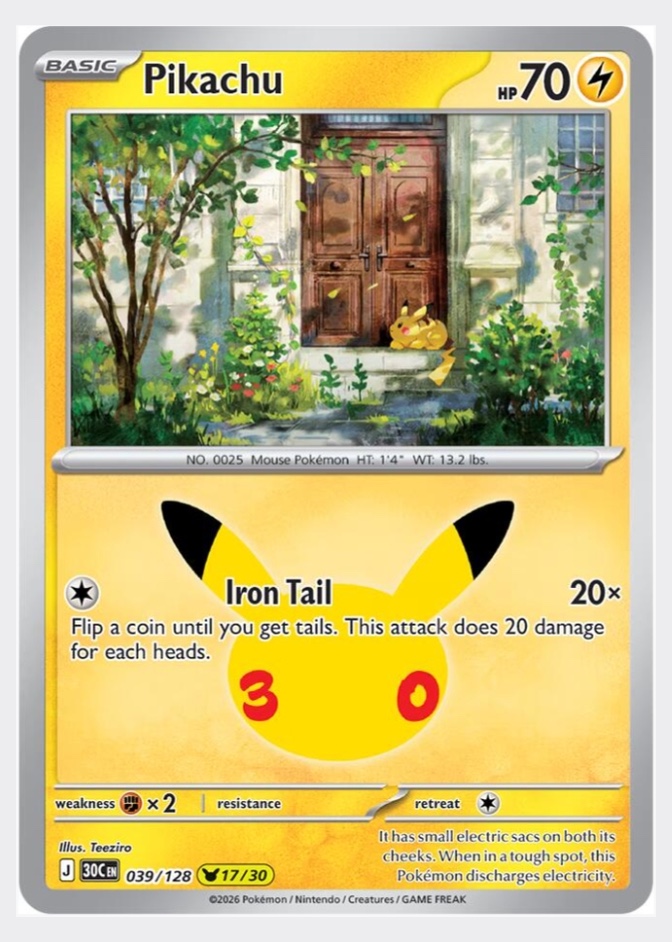 BASIC Pikachu HP 70
NO. 0025 Mouse Pokémon HT: 1'4" WT: 13.2 lbs.
Iron Tail 20×
Flip a coin until you get tails. This attack does 20 damage
for each heads.
3 0
weakness ×2 resistance retreat
Illus. Teeziro
J 30C EN 039/128 17/30
It has small electric sacs on both its
cheeks. When in a tough spot, this
Pokémon discharges electricity.
©2026 Pokémon / Nintendo / Creatures / GAME FREAK